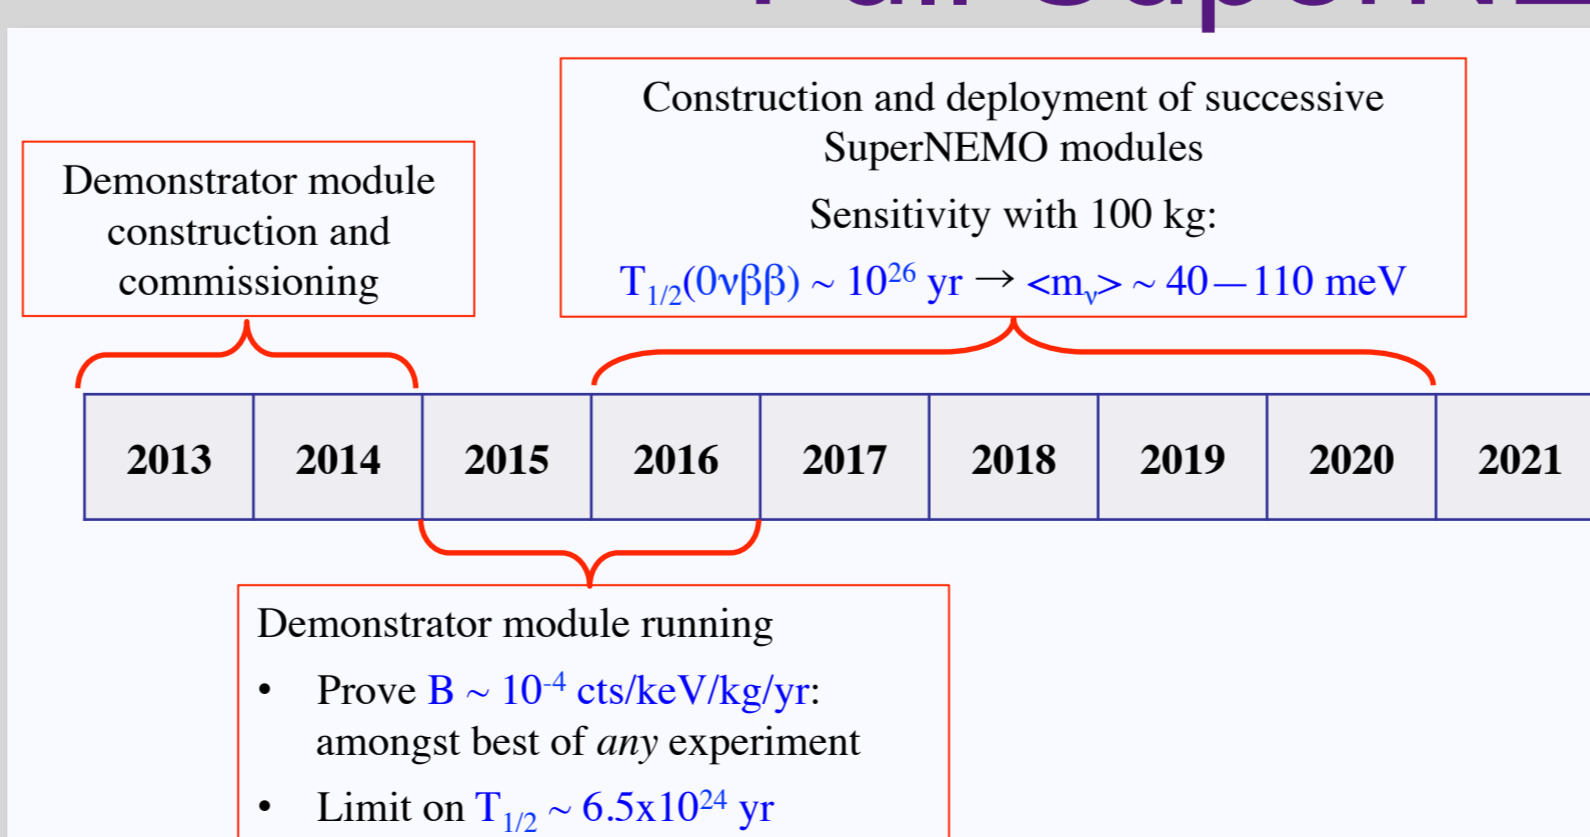 Demonstrator module
construction and
commissioning
Construction and deployment of successive
SuperNEMO modules
Sensitivity with 100 kg:
T1/2(0νββ) ~ 10^26 yr → <mν> ~ 40—110 meV
2013 2014 2015 2016 2017 2018 2019 2020 2021
Demonstrator module running
• Prove B ~ 10^-4 cts/keV/kg/yr:
amongst best of any experiment
• Limit on T1/2 ~ 6.5x10^24 yr